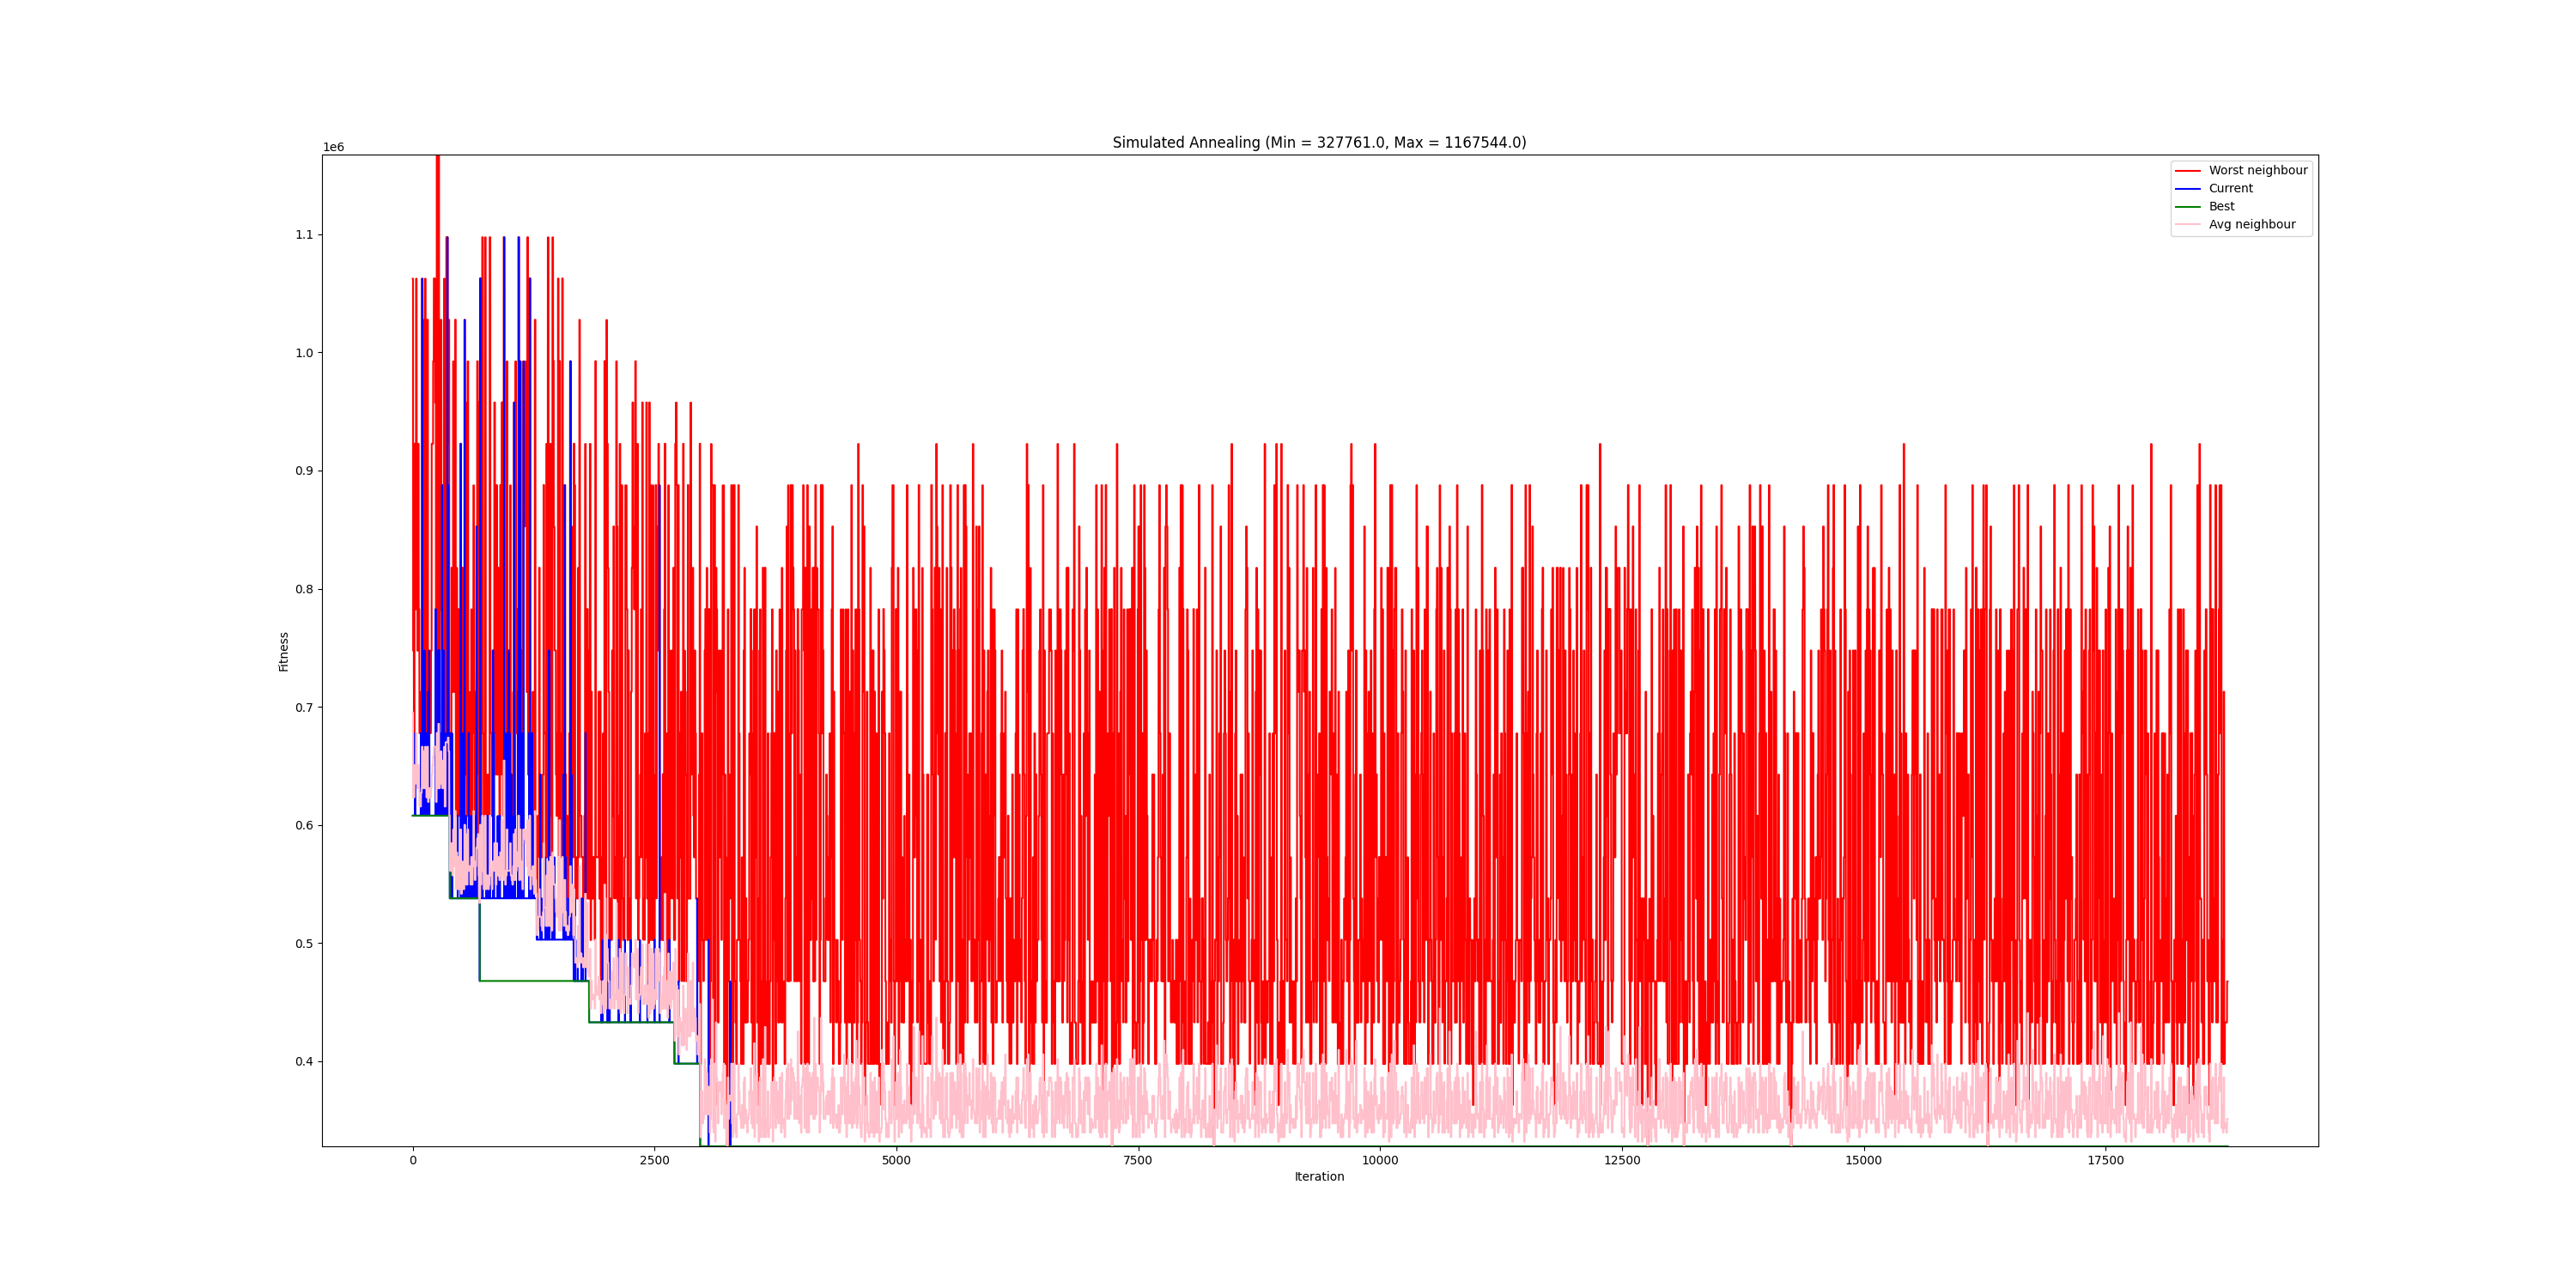 Simulated Annealing (Min = 327761.0, Max = 1167544.0)
1e6
Worst neighbour
Current
Best
Avg neighbour
1.1
1.0
0.9
0.8
0.7
0.6
0.5
0.4
Fitness
0 2500 5000 7500 10000 12500 15000 17500
Iteration